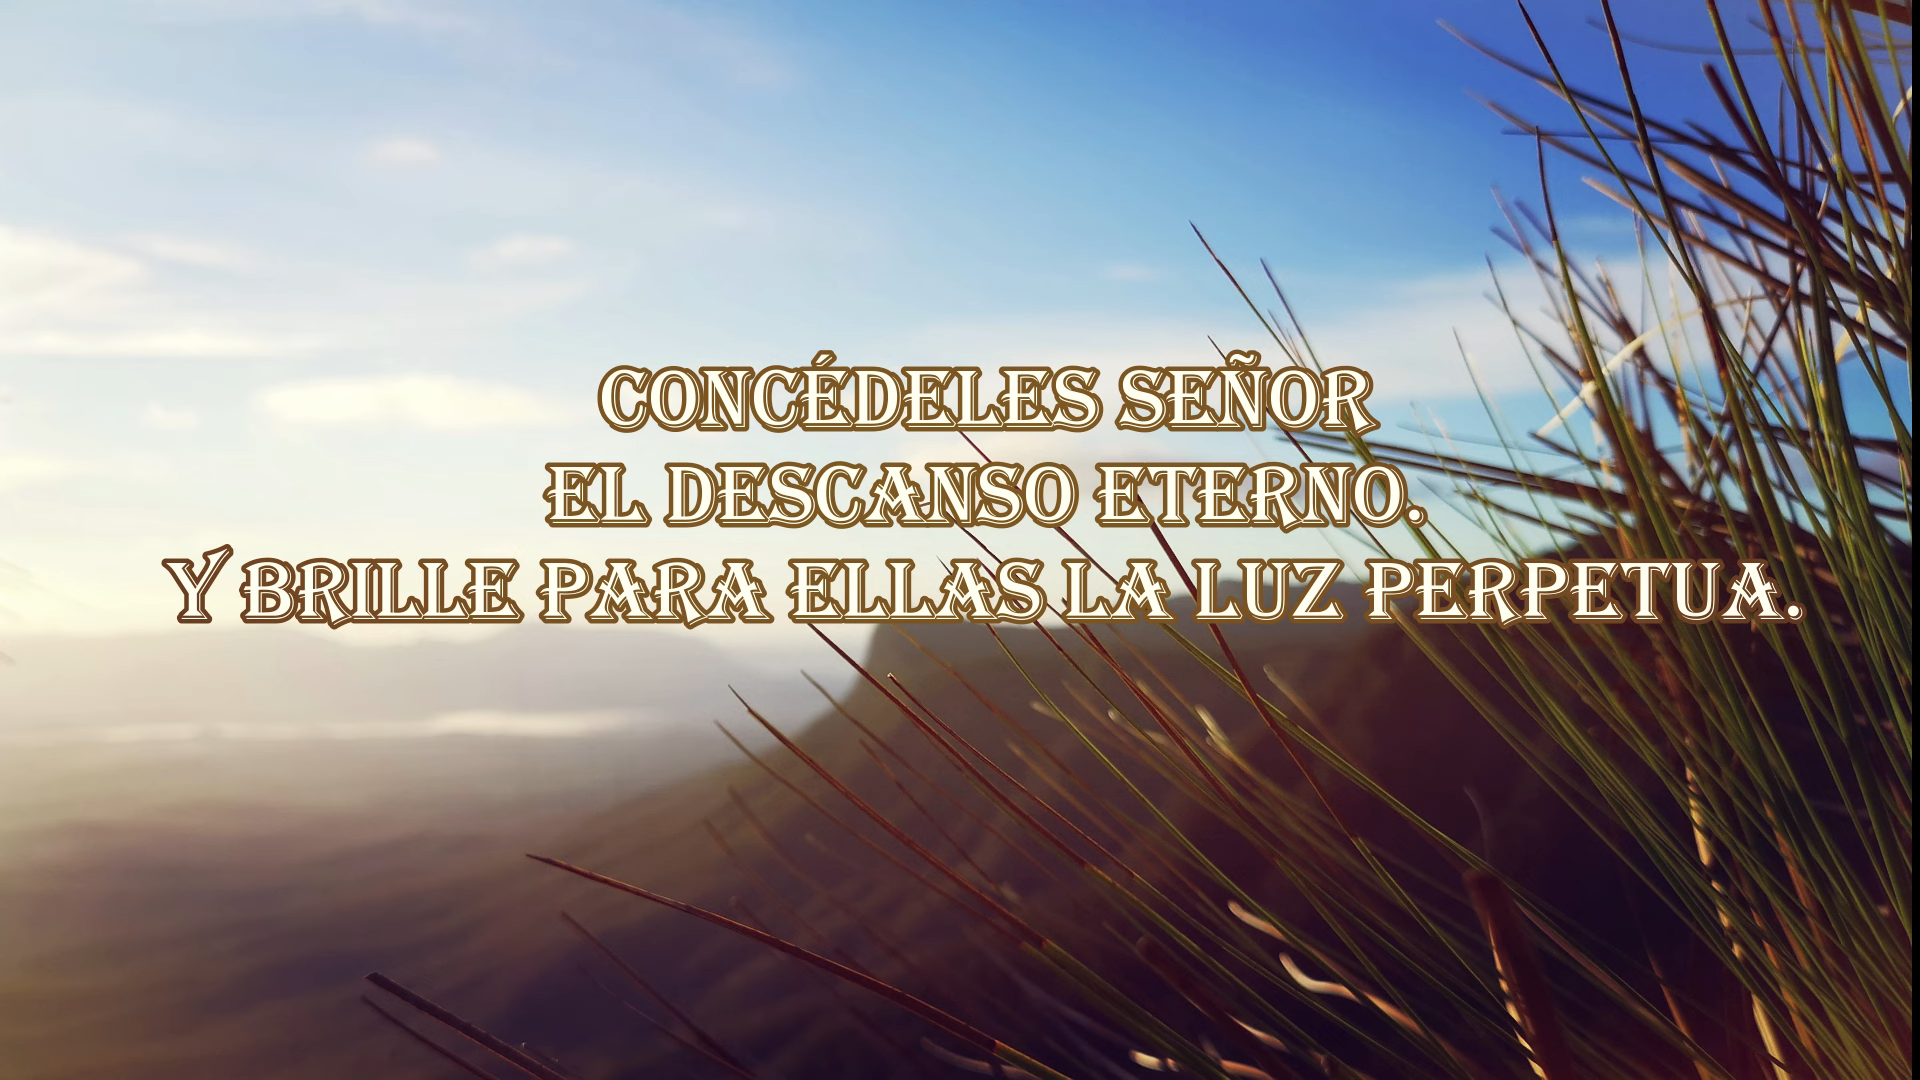 CONCÉDELES SEÑOR
EL DESCANSO ETERNO.
Y BRILLE PARA ELLAS LA LUZ PERPETUA.